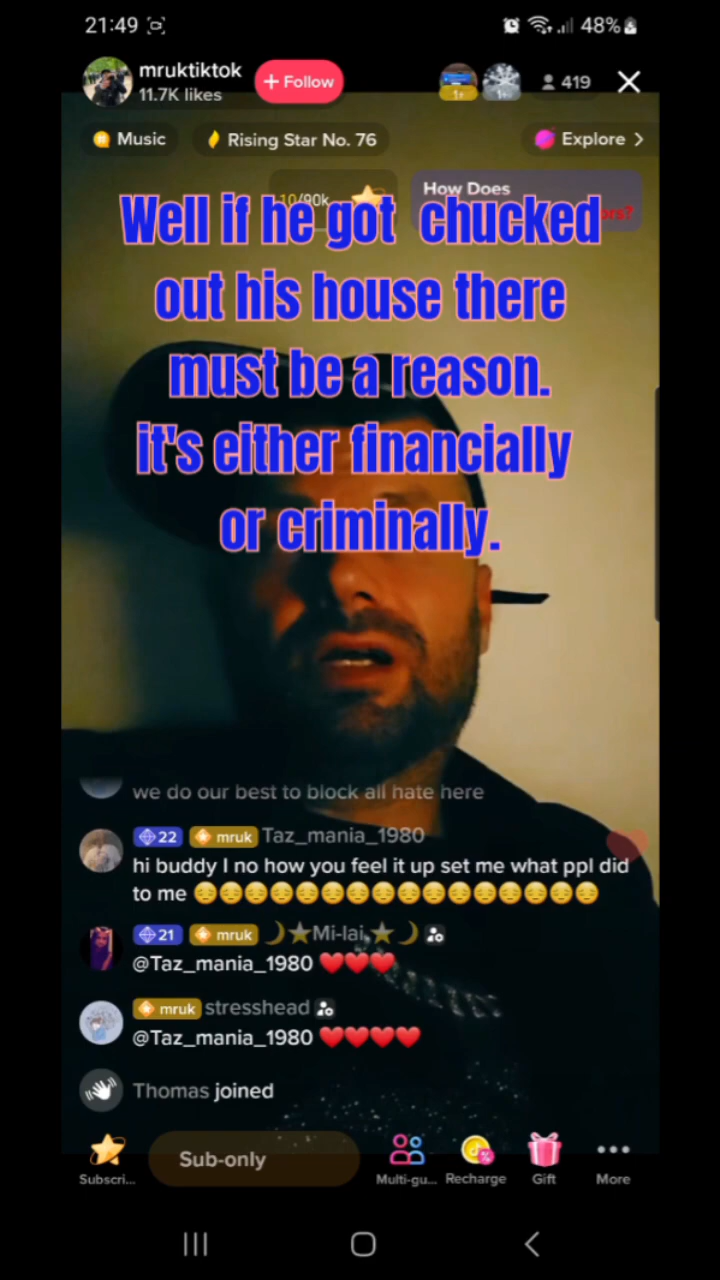 21:49
48%
mruktiktok
11.7K likes
+ Follow
1+
419
Music
Rising Star No. 76
Explore >
10/90k
How Does
ors?
Well if he got chucked
out his house there
must be a reason.
it's either financially
or criminally.
we do our best to block all hate here
22 mruk Taz_mania_1980
hi buddy I no how you feel it up set me what ppl did
to me 😔😔😔😔😔😔😔😔😔😔😔😔😔😔😔😔
21 mruk 🌙⭐Mi-lai⭐🌙
@Taz_mania_1980 ❤️❤️❤️
mruk stresshead
@Taz_mania_1980 ❤️❤️❤️❤️
Thomas joined
Subscri...
Sub-only
Multi-gu...
Recharge
Gift
More